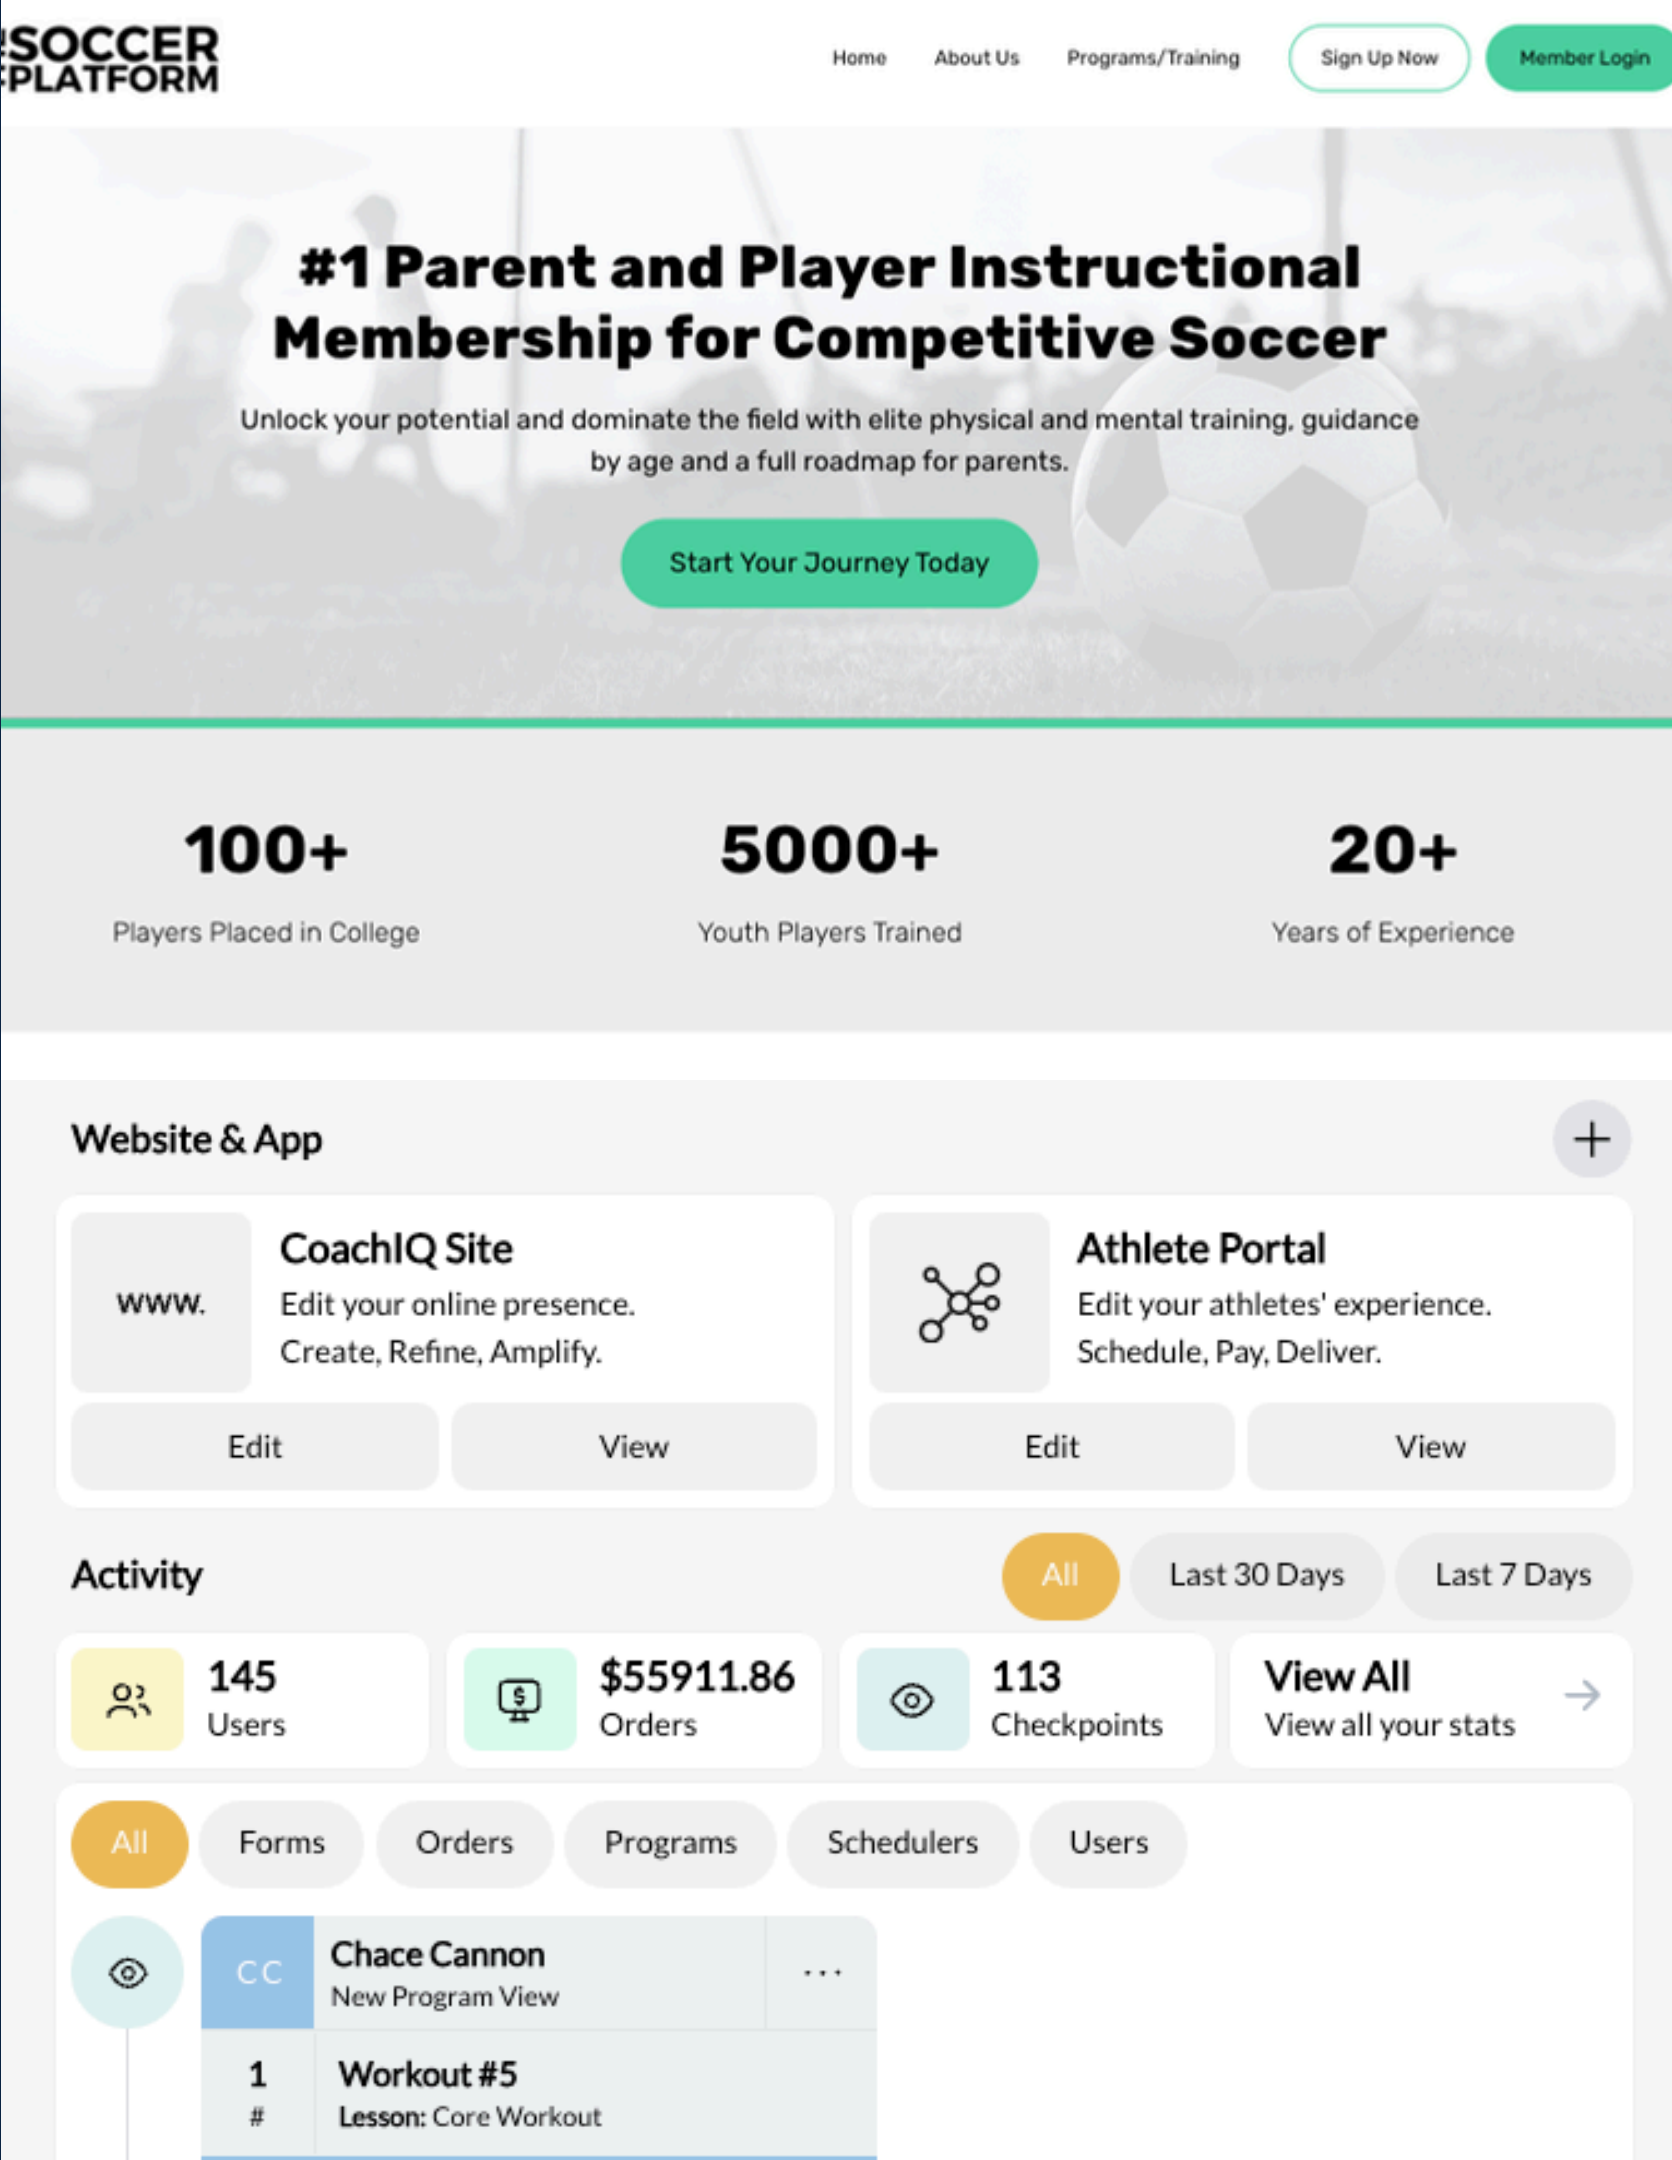 SOCCER
PLATFORM
Home
About Us
Programs/Training
Sign Up Now
Member Login
#1 Parent and Player Instructional
Membership for Competitive Soccer
Unlock your potential and dominate the field with elite physical and mental training, guidance
by age and a full roadmap for parents.
Start Your Journey Today
100+
Players Placed in College
5000+
Youth Players Trained
20+
Years of Experience
Website & App
www.
CoachIQ Site
Edit your online presence.
Create, Refine, Amplify.
Edit
View
Athlete Portal
Edit your athletes' experience.
Schedule, Pay, Deliver.
Edit
View
Activity
All
Last 30 Days
Last 7 Days
145
Users
$55911.86
Orders
113
Checkpoints
View All
View all your stats
All
Forms
Orders
Programs
Schedulers
Users
CC
Chace Cannon
New Program View
1
#
Workout #5
Lesson: Core Workout